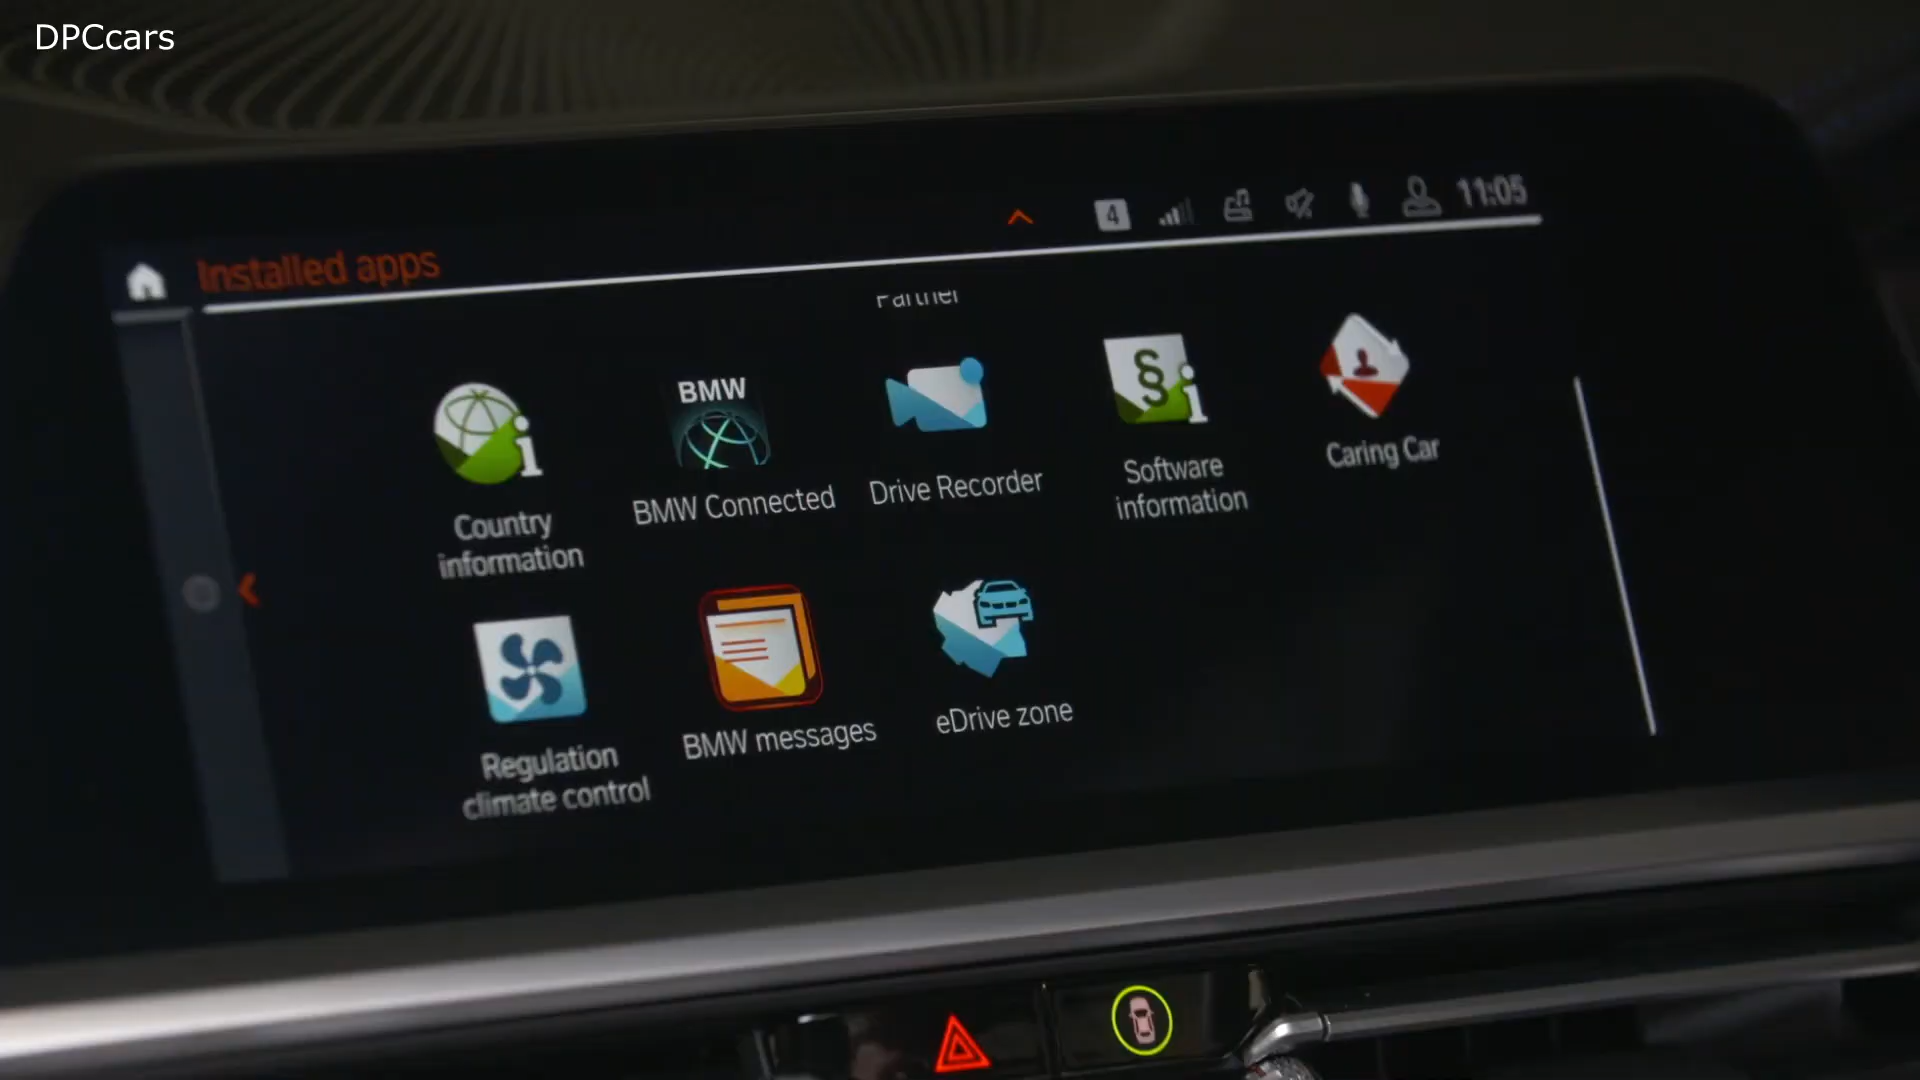 DPCcars
4
11:05
Installed apps
Partner
BMW
§
i
i
Country
information
BMW Connected
Drive Recorder
Software
information
Caring Car
Regulation
climate control
BMW messages
eDrive zone